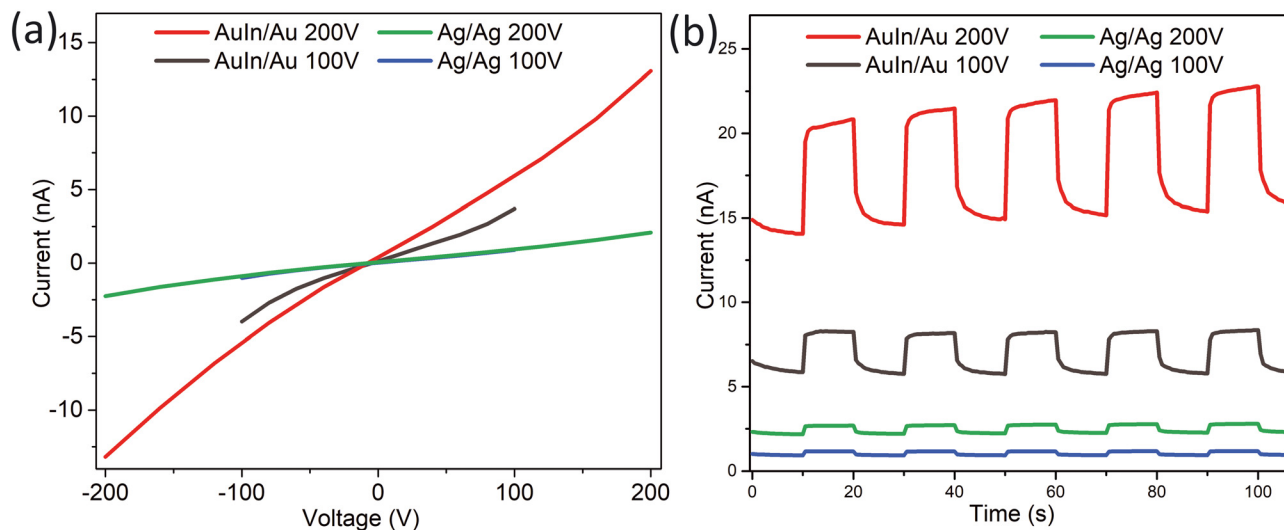 (a)
AuIn/Au 200V Ag/Ag 200V
AuIn/Au 100V Ag/Ag 100V
15
10
5
0
-5
-10
Current (nA)
-200 -100 0 100 200
Voltage (V)
(b)
AuIn/Au 200V Ag/Ag 200V
AuIn/Au 100V Ag/Ag 100V
25
20
15
10
5
0
Current (nA)
0 20 40 60 80 100
Time (s)